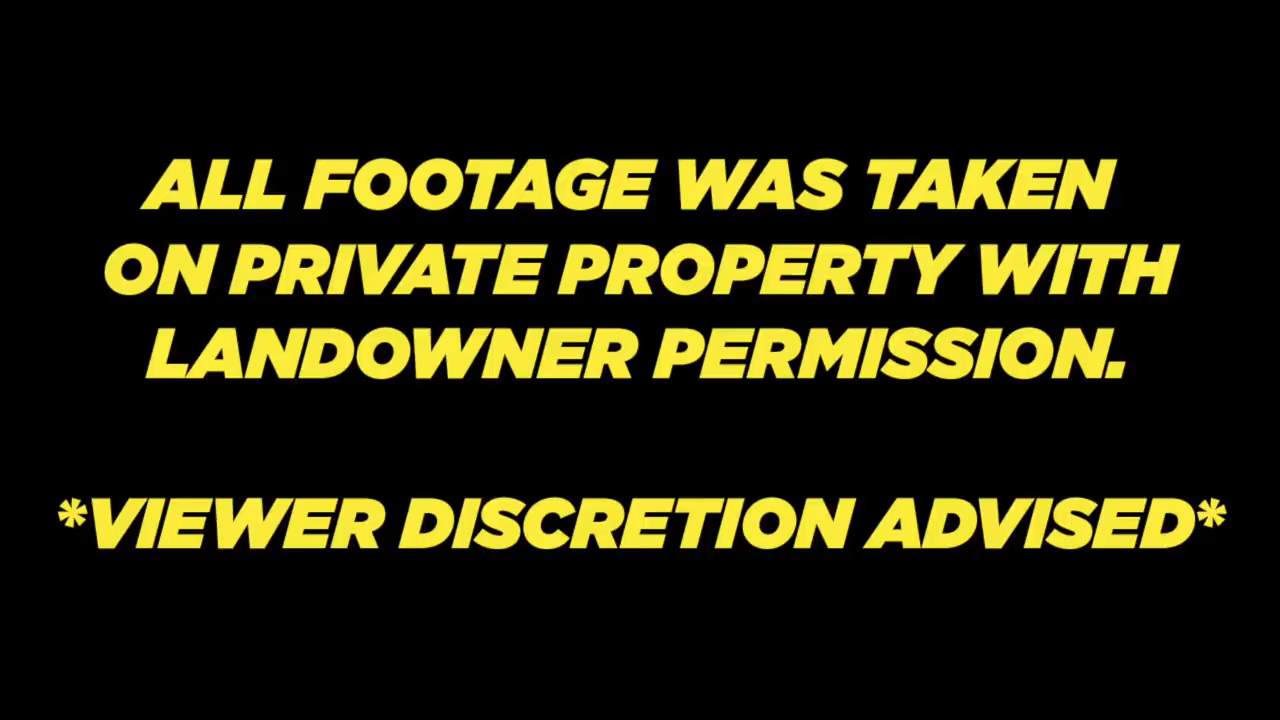 ALL FOOTAGE WAS TAKEN
ON PRIVATE PROPERTY WITH
LANDOWNER PERMISSION.
*VIEWER DISCRETION ADVISED*